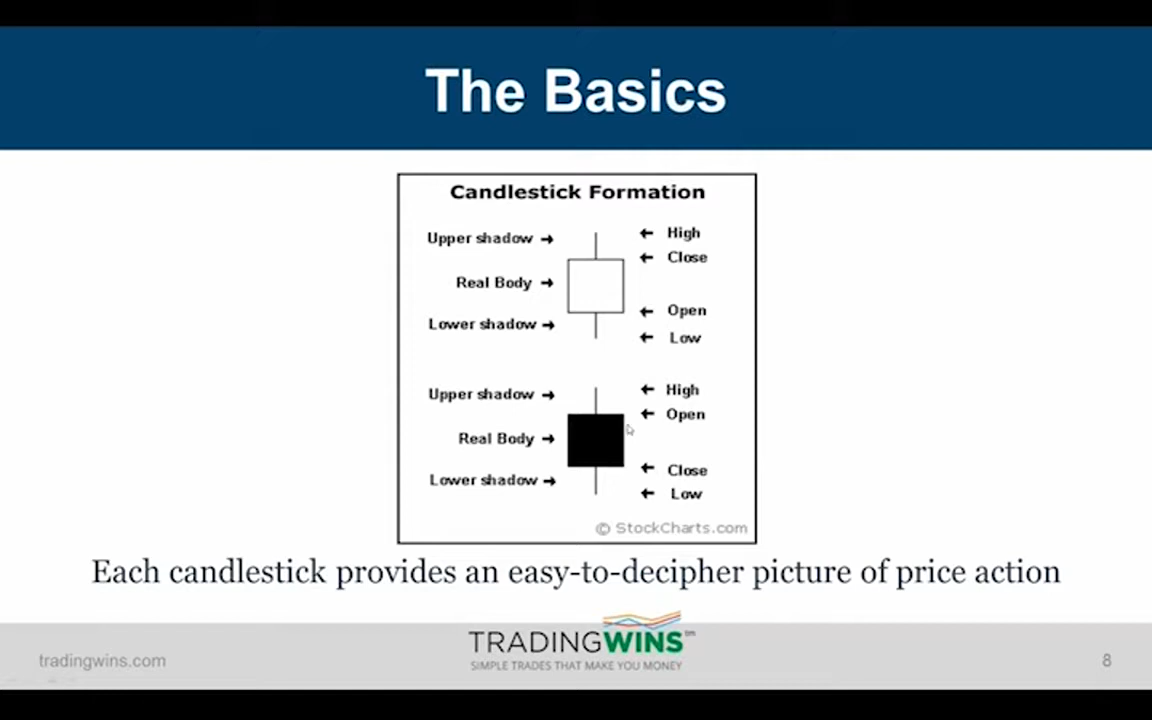 The Basics
Candlestick Formation
Upper shadow → ← High
← Close
Real Body →
← Open
Lower shadow →
← Low
Upper shadow → ← High
← Open
Real Body →
← Close
Lower shadow →
← Low
© StockCharts.com
Each candlestick provides an easy-to-decipher picture of price action
TRADINGWINS tm
SIMPLE TRADES THAT MAKE YOU MONEY
tradingwins.com
8